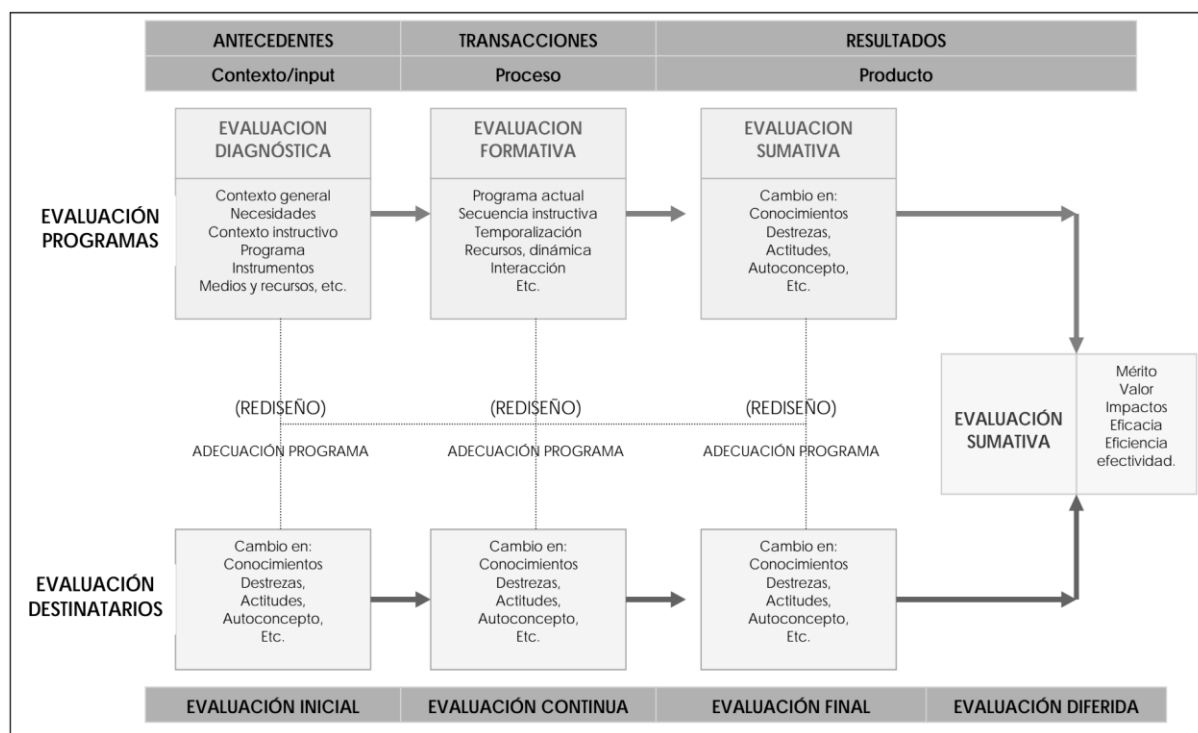 ANTECEDENTES
TRANSACCIONES
RESULTADOS
Contexto/input
Proceso
Producto
EVALUACION
DIAGNÓSTICA
EVALUACION
FORMATIVA
EVALUACION
SUMATIVA
EVALUACIÓN
PROGRAMAS
Contexto general
Necesidades
Contexto instructivo
Programa
Instrumentos
Medios y recursos, etc.
Programa actual
Secuencia instructiva
Temporalización
Recursos, dinámica
Interacción
Etc.
Cambio en:
Conocimientos
Destrezas,
Actitudes,
Autoconcepto,
Etc.
(REDISEÑO)
(REDISEÑO)
(REDISEÑO)
ADECUACIÓN PROGRAMA
ADECUACIÓN PROGRAMA
ADECUACIÓN PROGRAMA
EVALUACIÓN
SUMATIVA
Mérito
Valor
Impactos
Eficacia
Eficiencia
efectividad.
EVALUACIÓN
DESTINATARIOS
Cambio en:
Conocimientos
Destrezas,
Actitudes,
Autoconcepto,
Etc.
Cambio en:
Conocimientos
Destrezas,
Actitudes,
Autoconcepto,
Etc.
Cambio en:
Conocimientos
Destrezas,
Actitudes,
Autoconcepto,
Etc.
EVALUACIÓN INICIAL
EVALUACIÓN CONTINUA
EVALUACIÓN FINAL
EVALUACIÓN DIFERIDA